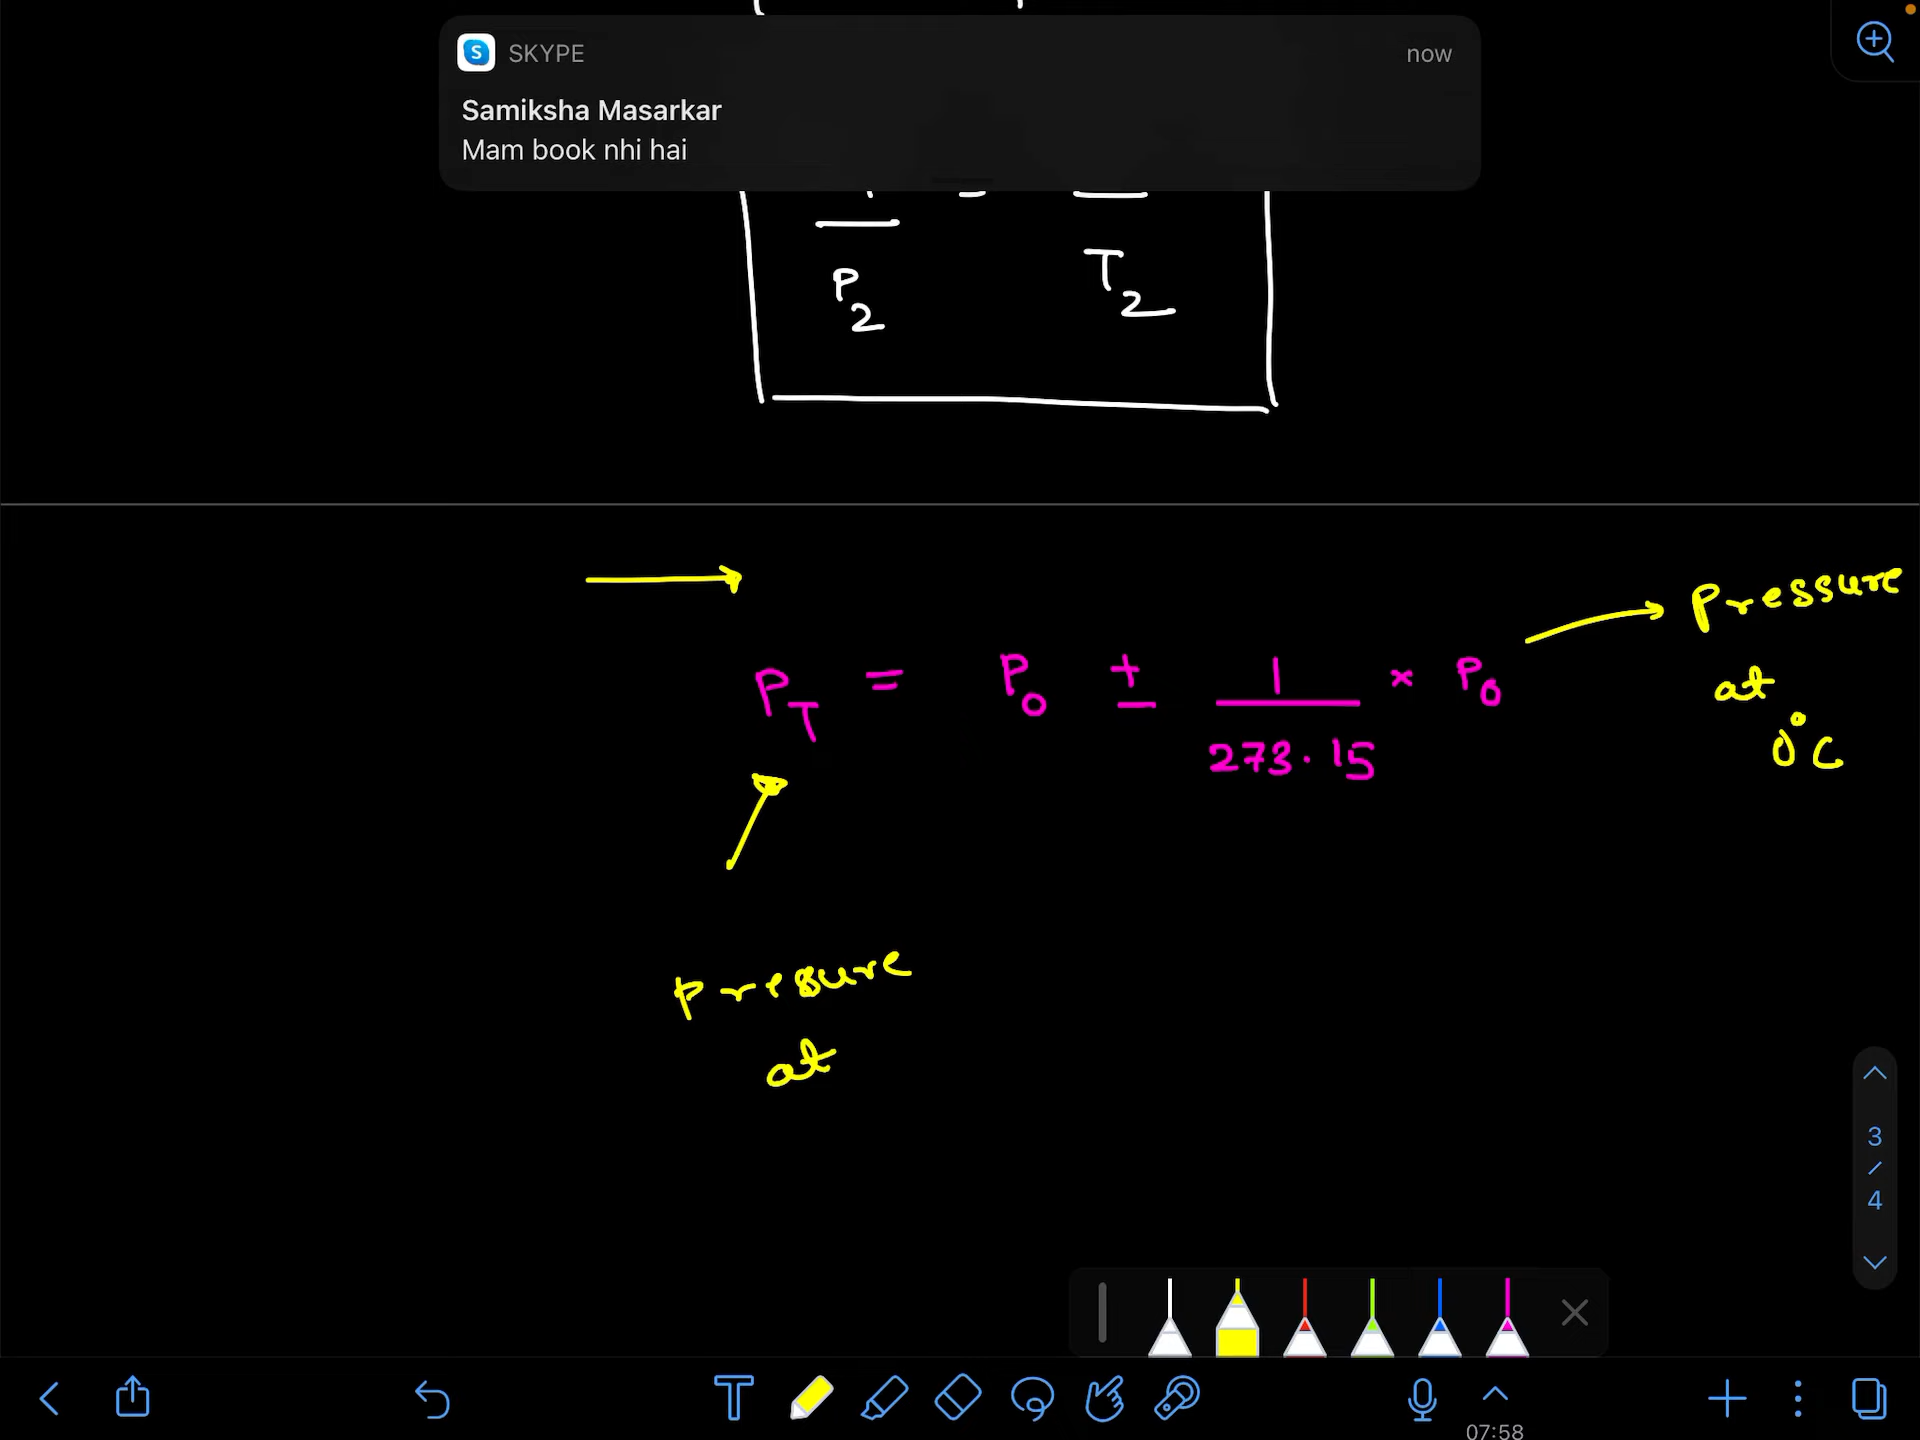 SKYPE now
Samiksha Masarkar
Mam book nhi hai
P2 T2
PT = P0 ± 1/273.15 × P0
Pressure
at
0°C
pressure
at
3
/
4
07:58